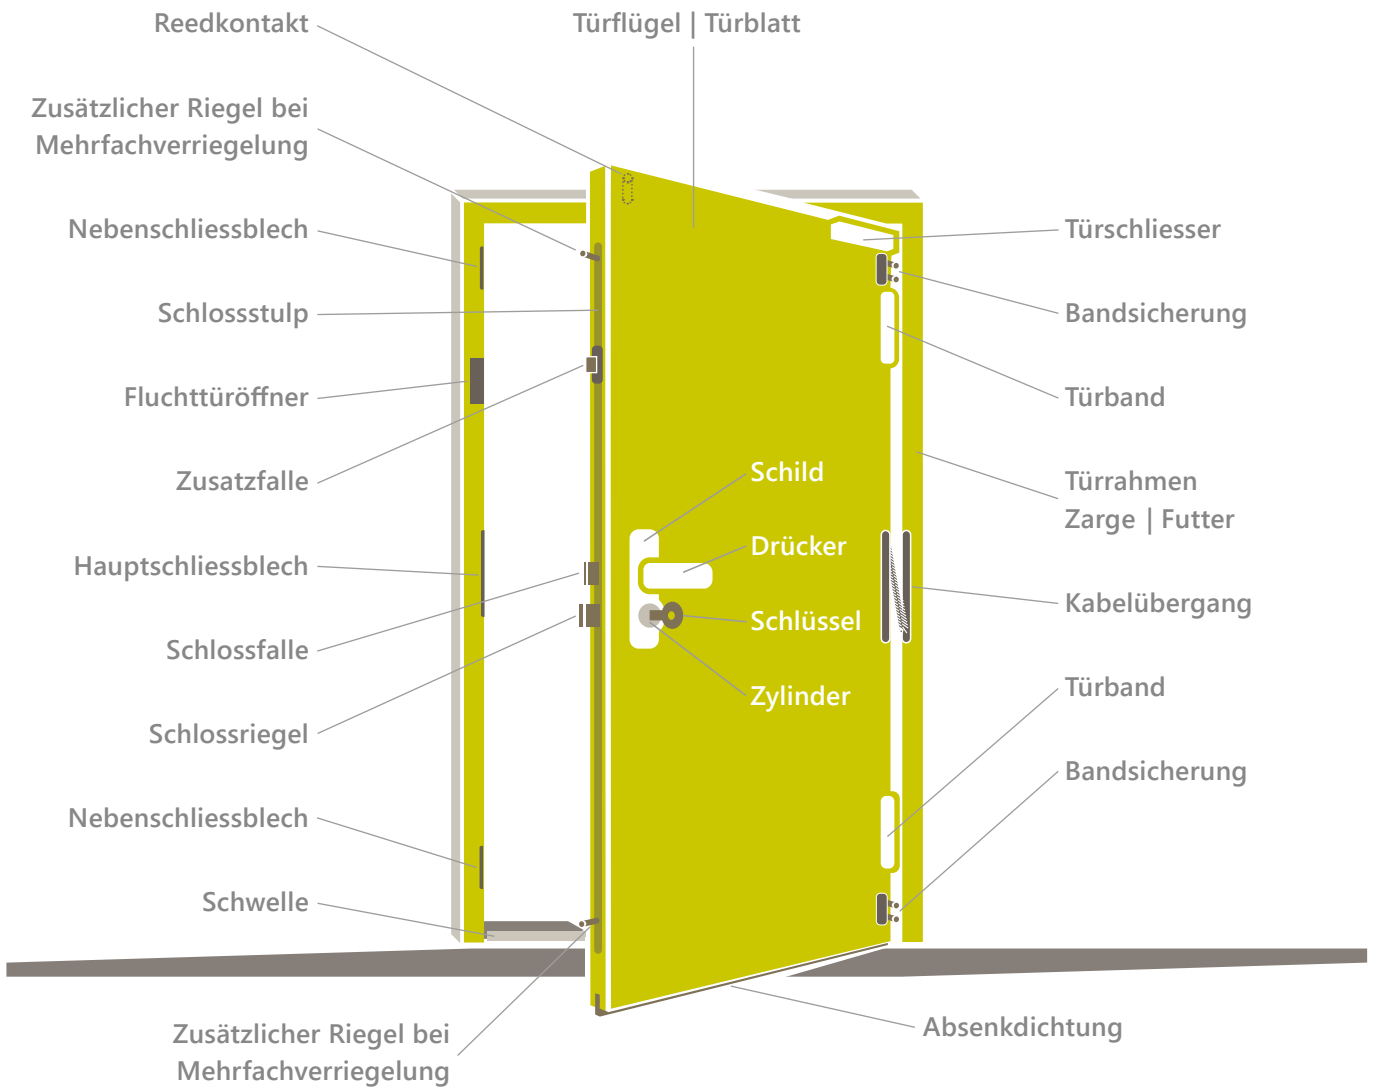 Reedkontakt
Türflügel | Türblatt
Zusätzlicher Riegel bei
Mehrfachverriegelung
Nebenschliessblech
Türschliesser
Schlossstulp
Bandsicherung
Fluchttüröffner
Türband
Zusatzfalle
Schild
Türrahmen
Zarge | Futter
Hauptschliessblech
Drücker
Kabelübergang
Schlossfalle
Schlüssel
Türband
Schlossriegel
Zylinder
Bandsicherung
Nebenschliessblech
Schwelle
Zusätzlicher Riegel bei
Mehrfachverriegelung
Absenkdichtung